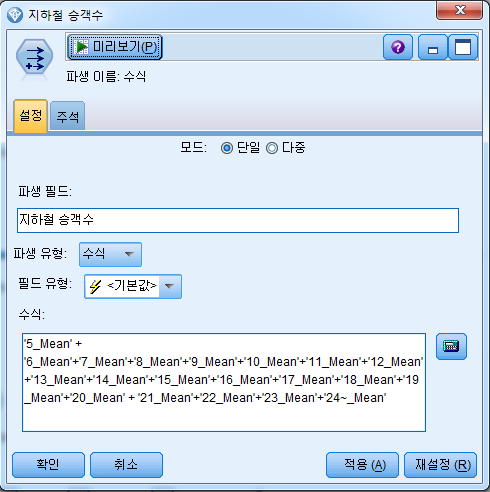 지하철 승객수
미리보기(P)
파생 이름: 수식
설정 주석
모드: 단일 다중
파생 필드:
지하철 승객수
파생 유형: 수식
필드 유형: <기본값>
수식:
'5_Mean' +
'6_Mean'+'7_Mean'+'8_Mean'+'9_Mean'+'10_Mean'+'11_Mean'+'12_Mean'
+'13_Mean'+'14_Mean'+'15_Mean'+'16_Mean'+'17_Mean'+'18_Mean'+'19
_Mean'+'20_Mean' + '21_Mean'+'22_Mean'+'23_Mean'+'24~_Mean'
확인 취소 적용 (A) 재설정 (R)